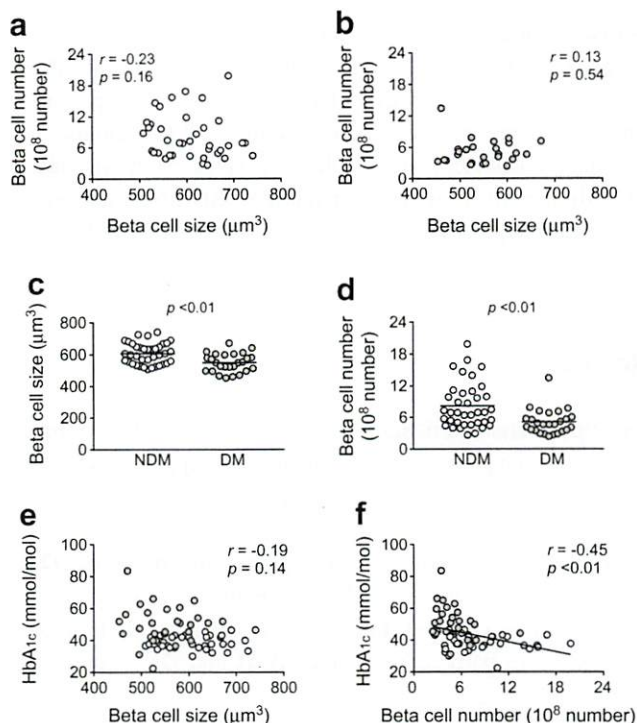 a
r = -0.23
p = 0.16
Beta cell number
(10⁸ number)
24
18
12
6
0
400 500 600 700 800
Beta cell size (μm³)
b
r = 0.13
p = 0.54
Beta cell number
(10⁸ number)
24
18
12
6
0
400 500 600 700 800
Beta cell size (μm³)
c
p <0.01
Beta cell size (μm³)
800
600
400
200
0
NDM DM
d
p <0.01
Beta cell number
(10⁸ number)
24
18
12
6
0
NDM DM
e
r = -0.19
p = 0.14
HbA₁c (mmol/mol)
100
80
60
40
20
400 500 600 700 800
Beta cell size (μm³)
f
r = -0.45
p <0.01
HbA₁c (mmol/mol)
100
80
60
40
20
0 6 12 18 24
Beta cell number (10⁸ number)